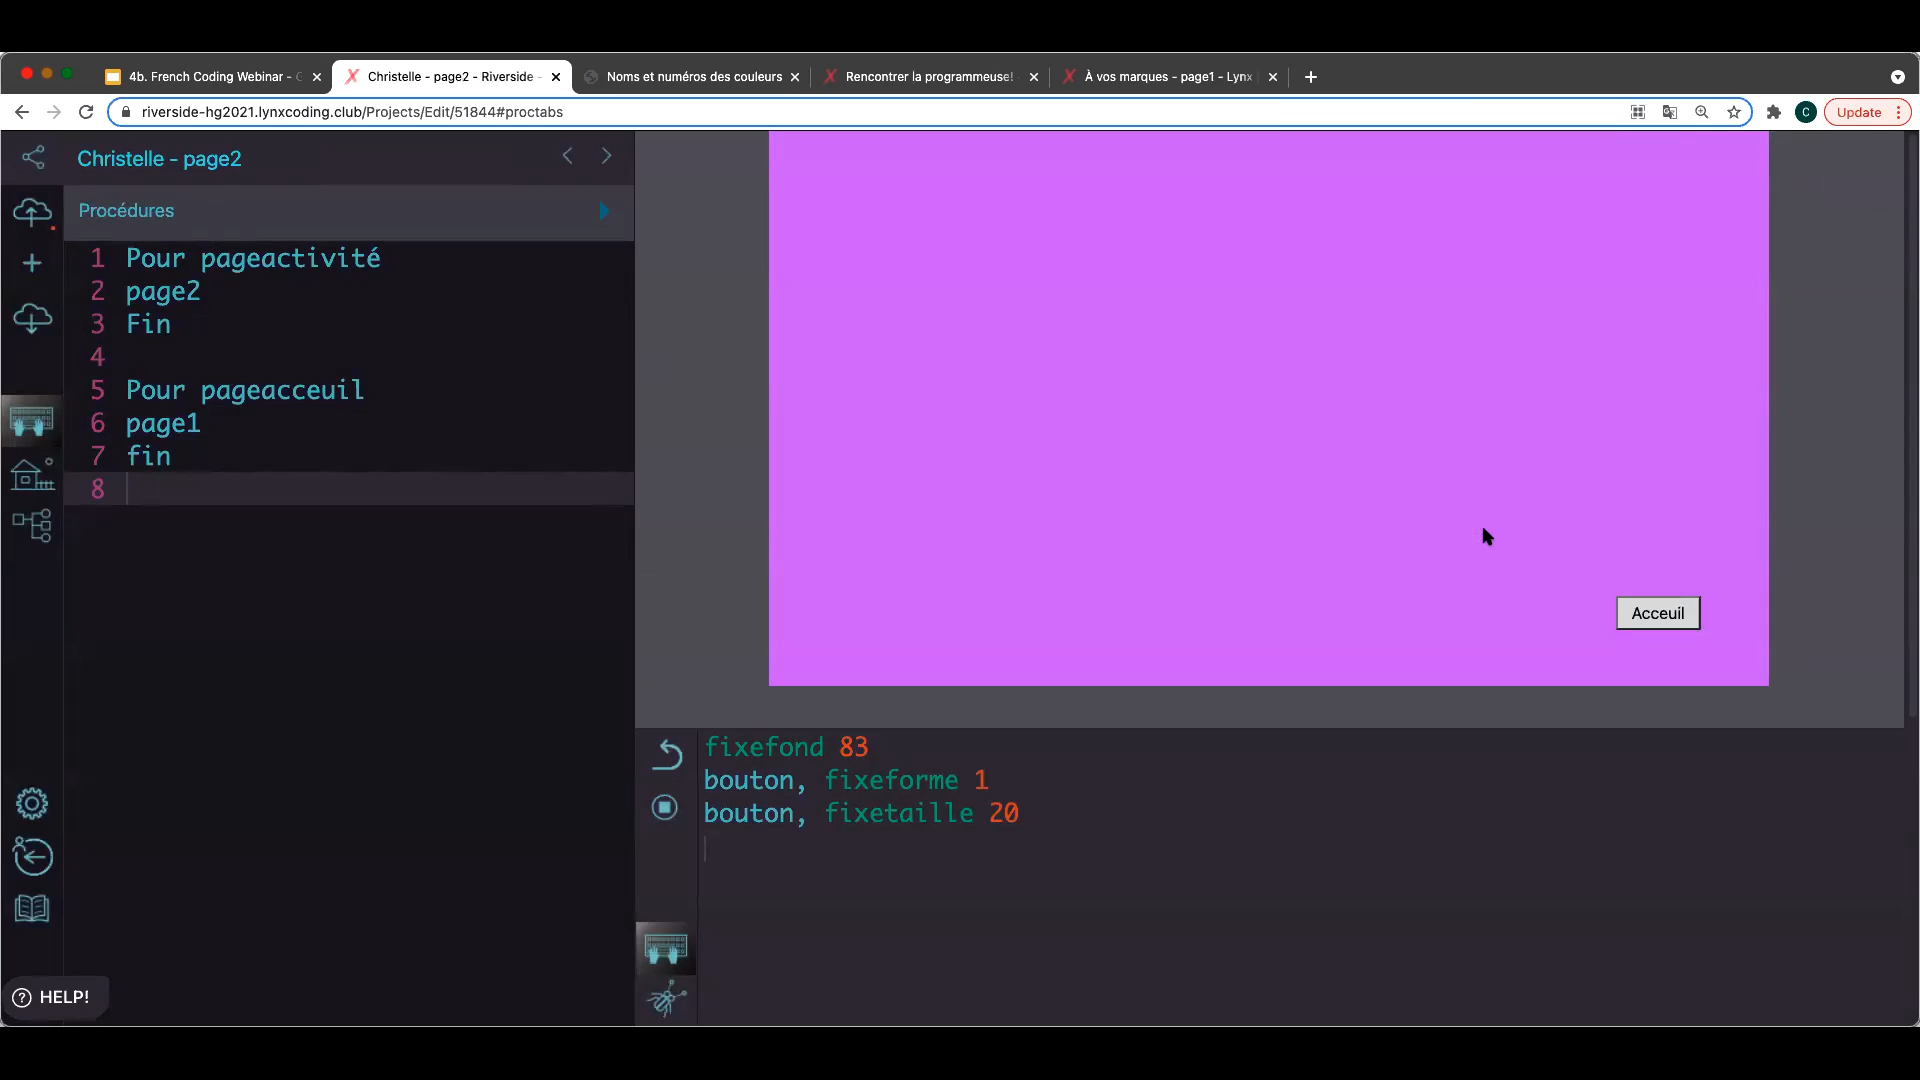 4b. French Coding Webinar - G
Christelle - page2 - Riverside -
Noms et numéros des couleurs
Rencontrer la programmeuse!
À vos marques - page1 - Lynx
riverside-hg2021.lynxcoding.club/Projects/Edit/51844#proctabs
C
Update
Christelle - page2
Procédures
1 Pour pageactivité
2 page2
3 Fin
4
5 Pour pageacceuil
6 page1
7 fin
8
Acceuil
fixefond 83
bouton, fixeforme 1
bouton, fixetaille 20
? HELP!